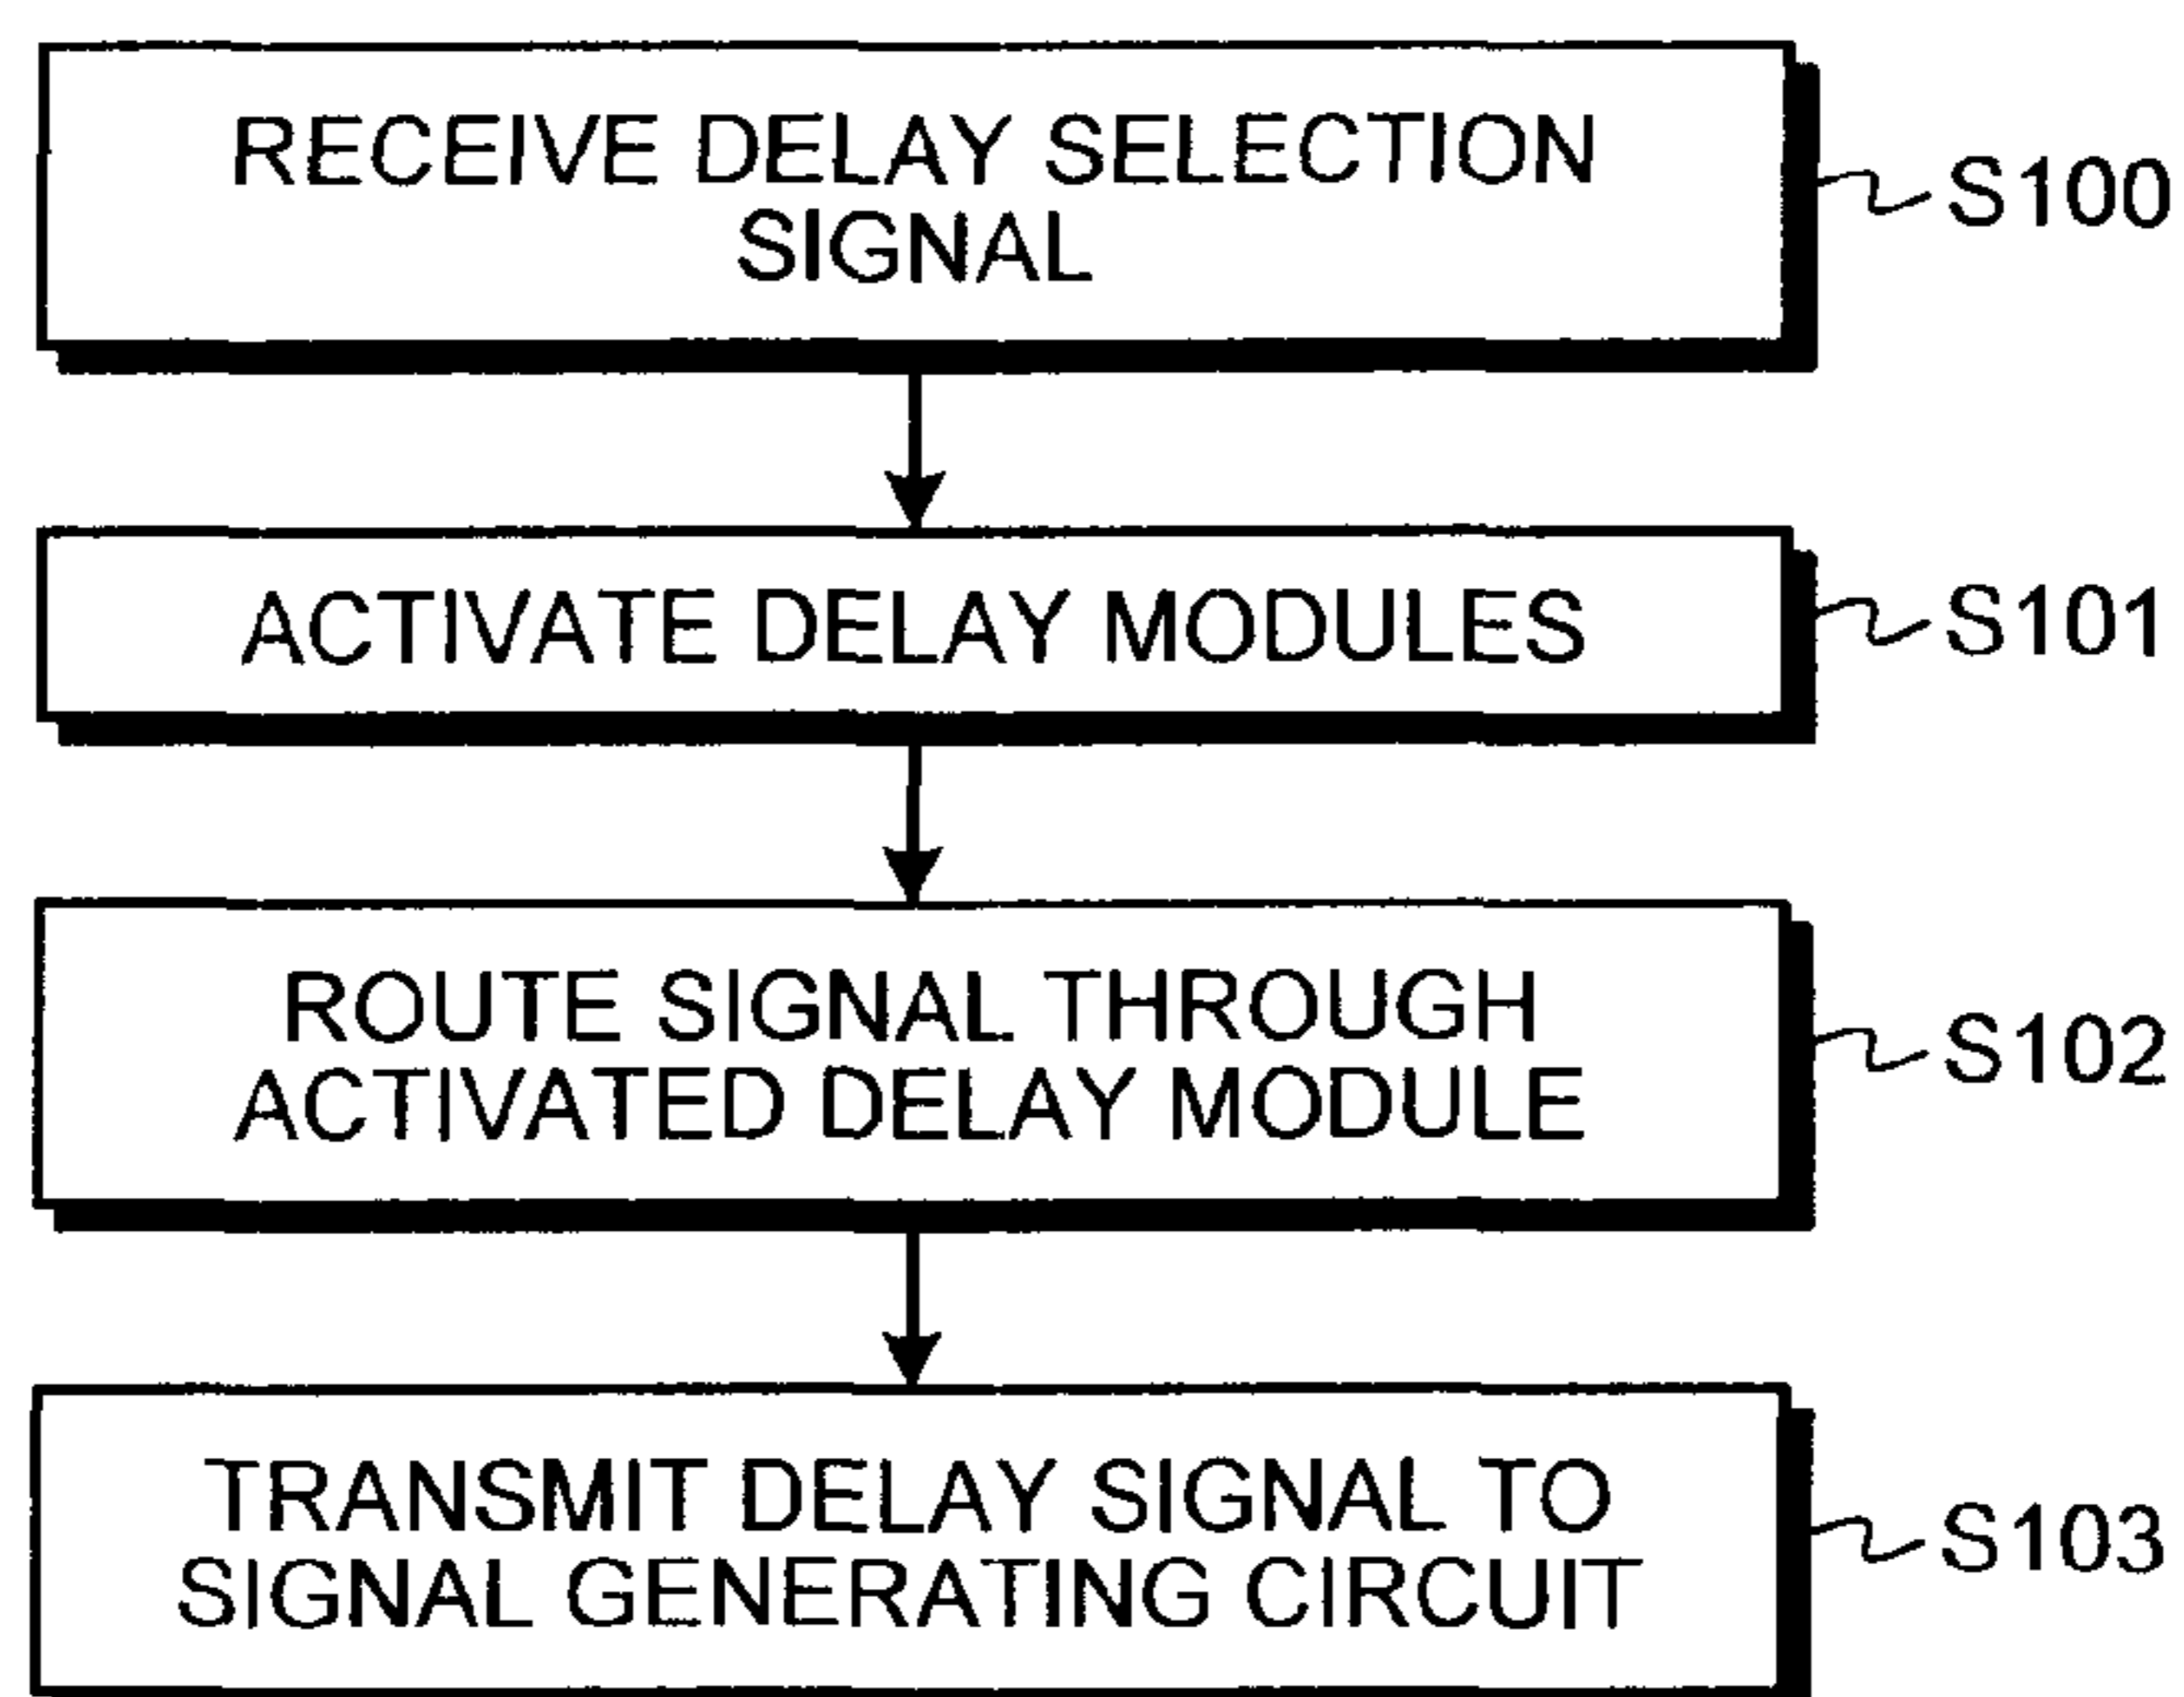 RECEIVE DELAY SELECTION
SIGNAL
S100
ACTIVATE DELAY MODULES
S101
ROUTE SIGNAL THROUGH
ACTIVATED DELAY MODULE
S102
TRANSMIT DELAY SIGNAL TO
SIGNAL GENERATING CIRCUIT
S103